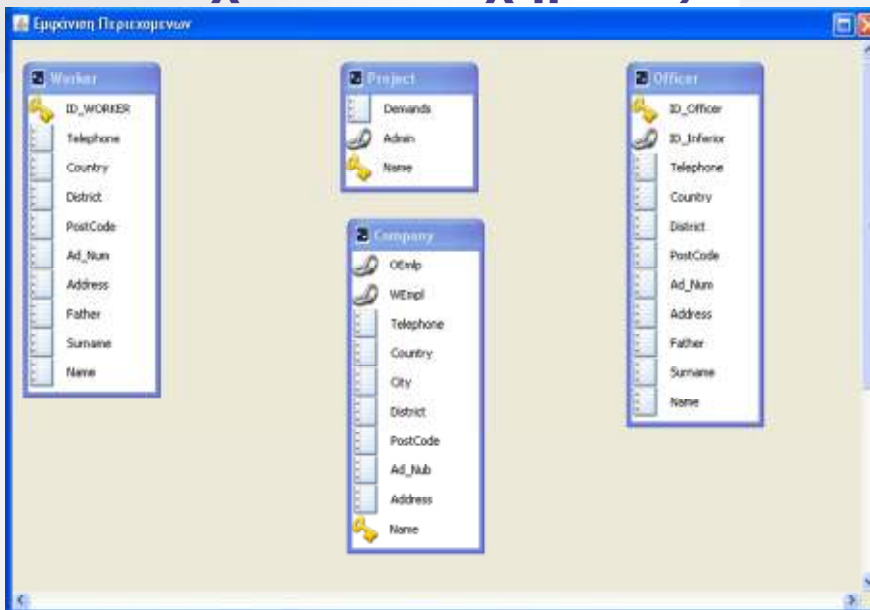 Εμφάνιση Περιεχομενων
Worker
ID_WORKER
Telephone
Country
District
PostCode
Ad_Num
Address
Father
Surname
Name
Project
Demands
Admin
Name
Company
OEmlp
WEmpl
Telephone
Country
City
District
PostCode
Ad_Nub
Address
Name
Officer
ID_Officer
ID_Inferior
Telephone
Country
District
PostCode
Ad_Num
Address
Father
Surname
Name